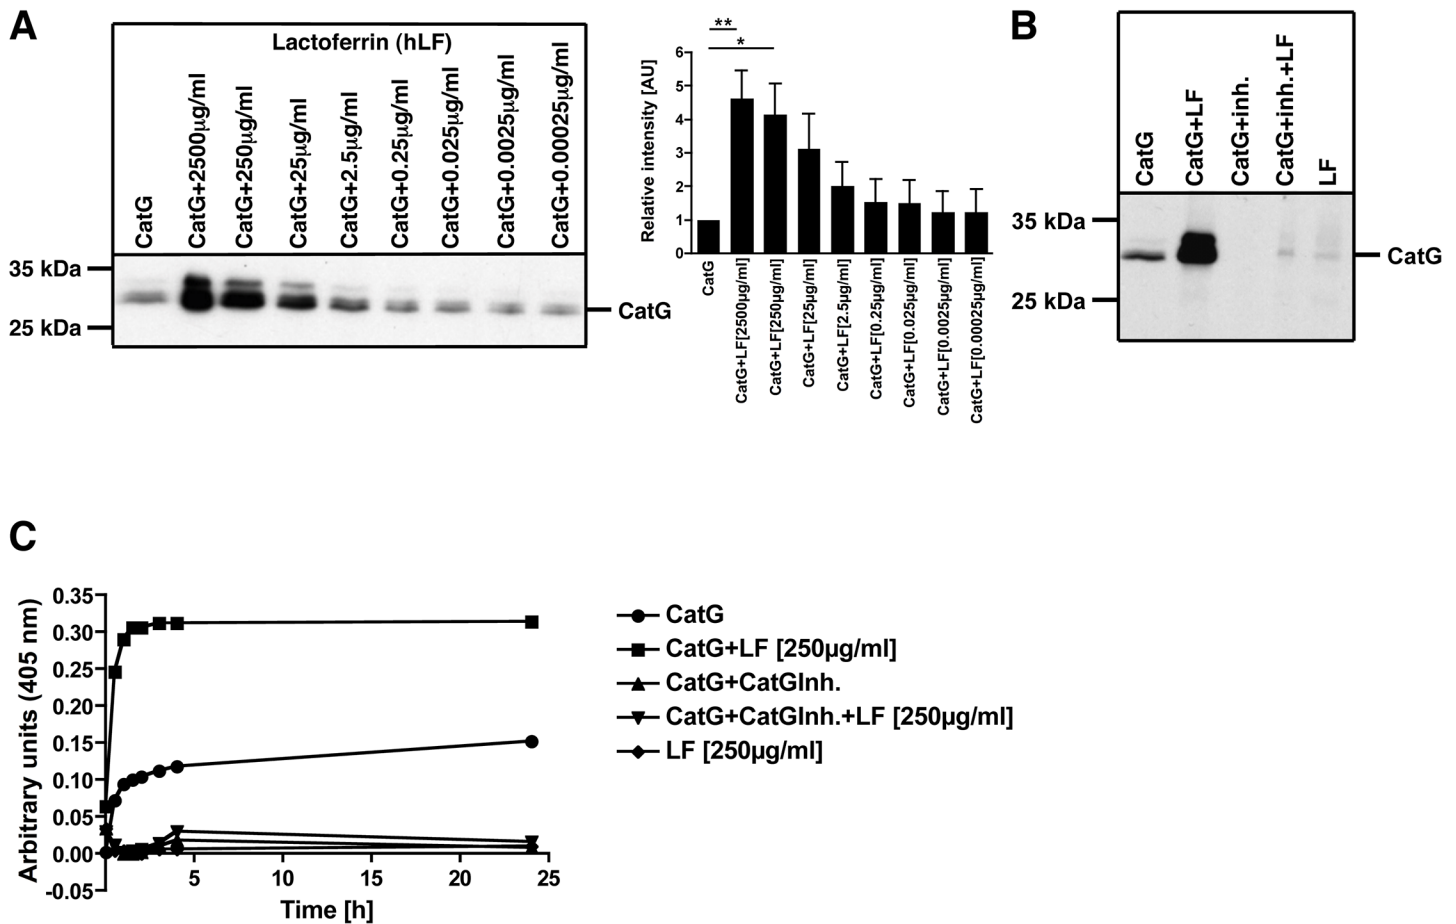 A
Lactoferrin (hLF)
CatG
CatG+2500µg/ml
CatG+250µg/ml
CatG+25µg/ml
CatG+2.5µg/ml
CatG+0.25µg/ml
CatG+0.025µg/ml
CatG+0.0025µg/ml
CatG+0.00025µg/ml
35 kDa
25 kDa
CatG
**
*
Relative intensity [AU]
6
5
4
3
2
1
0
CatG
CatG+LF[2500µg/ml]
CatG+LF[250µg/ml]
CatG+LF[25µg/ml]
CatG+LF[2.5µg/ml]
CatG+LF[0.25µg/ml]
CatG+LF[0.025µg/ml]
CatG+LF[0.0025µg/ml]
CatG+LF[0.00025µg/ml]
B
CatG
CatG+LF
CatG+inh.
CatG+inh.+LF
LF
35 kDa
25 kDa
CatG
C
Arbitrary units (405 nm)
0.35
0.30
0.25
0.20
0.15
0.10
0.05
0.00
-0.05
5
10
15
20
25
Time [h]
CatG
CatG+LF [250µg/ml]
CatG+CatGInh.
CatG+CatGInh.+LF [250µg/ml]
LF [250µg/ml]